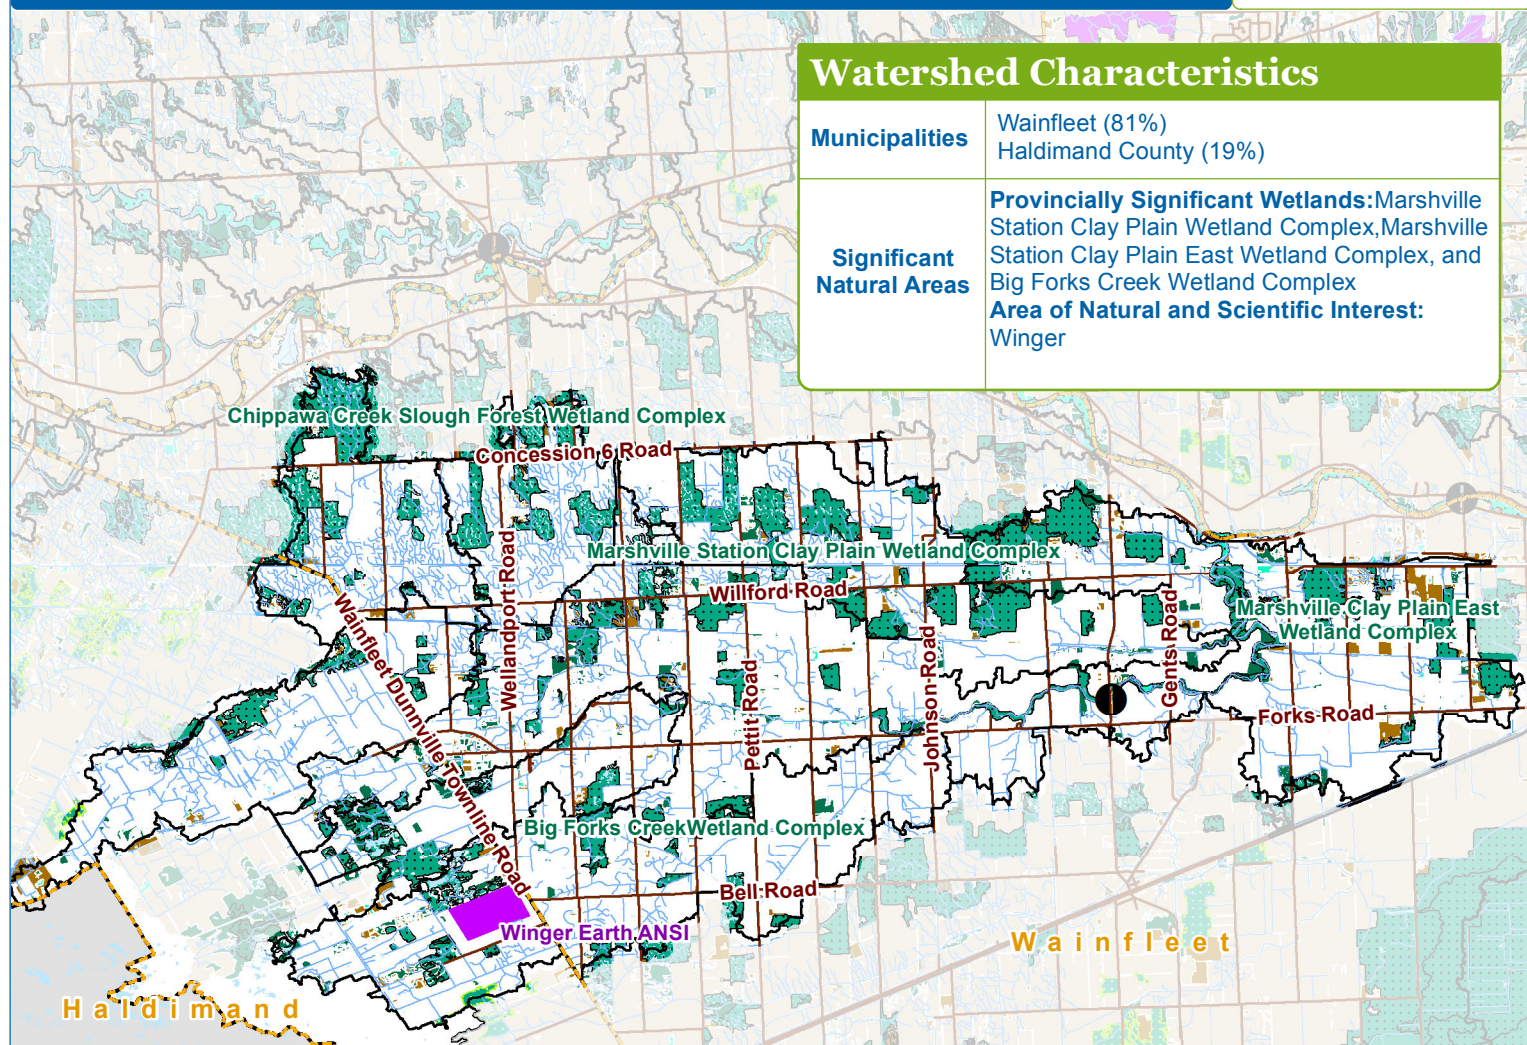 Watershed Characteristics
Municipalities
Wainfleet (81%)
Haldimand County (19%)
Significant
Natural Areas
Provincially Significant Wetlands:Marshville
Station Clay Plain Wetland Complex,Marshville
Station Clay Plain East Wetland Complex, and
Big Forks Creek Wetland Complex
Area of Natural and Scientific Interest:
Winger
Chippawa Creek Slough Forest Wetland Complex
Concession 6 Road
Marshville Station Clay Plain Wetland Complex
Willford Road
Wellandport Road
Wainfleet Dunnville Townline Road
Marshville Clay Plain East
Wetland Complex
Gents Road
Johnson Road
Pettit Road
Forks Road
Big Forks CreekWetland Complex
Bell Road
Winger Earth ANSI
Wainfleet
Haldimand